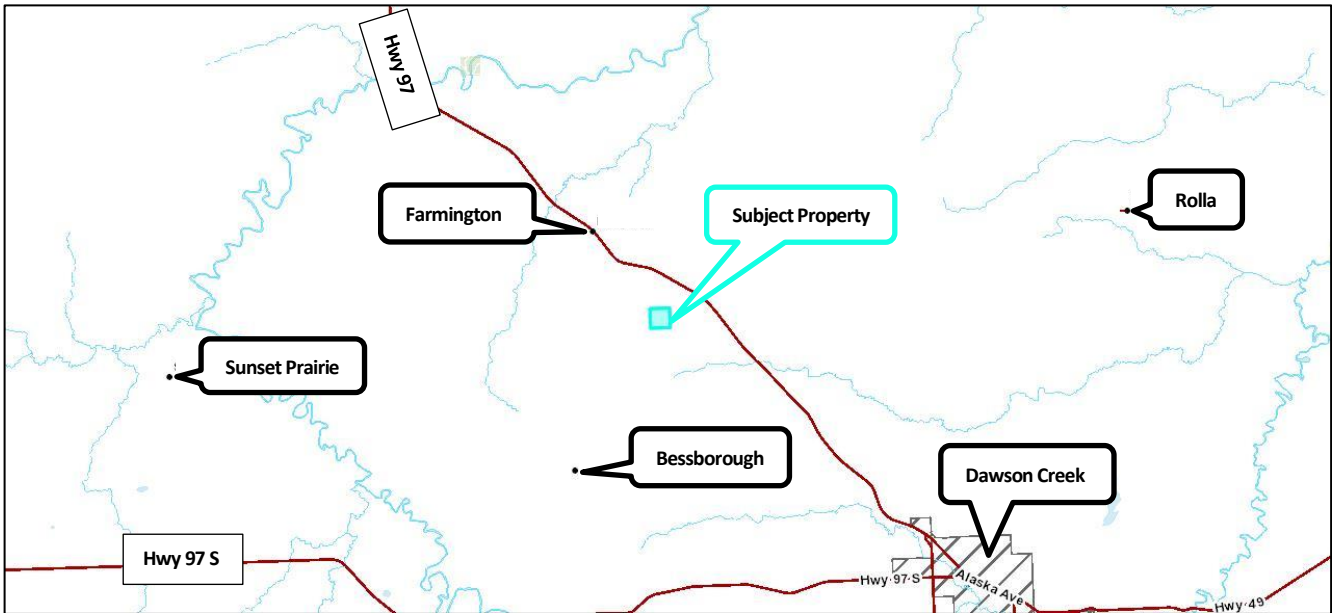 Hwy 97
Farmington
Subject Property
Rolla
Sunset Prairie
Bessborough
Dawson Creek
Hwy 97 S
Hwy 97 S
Alaska Ave
Hwy 49